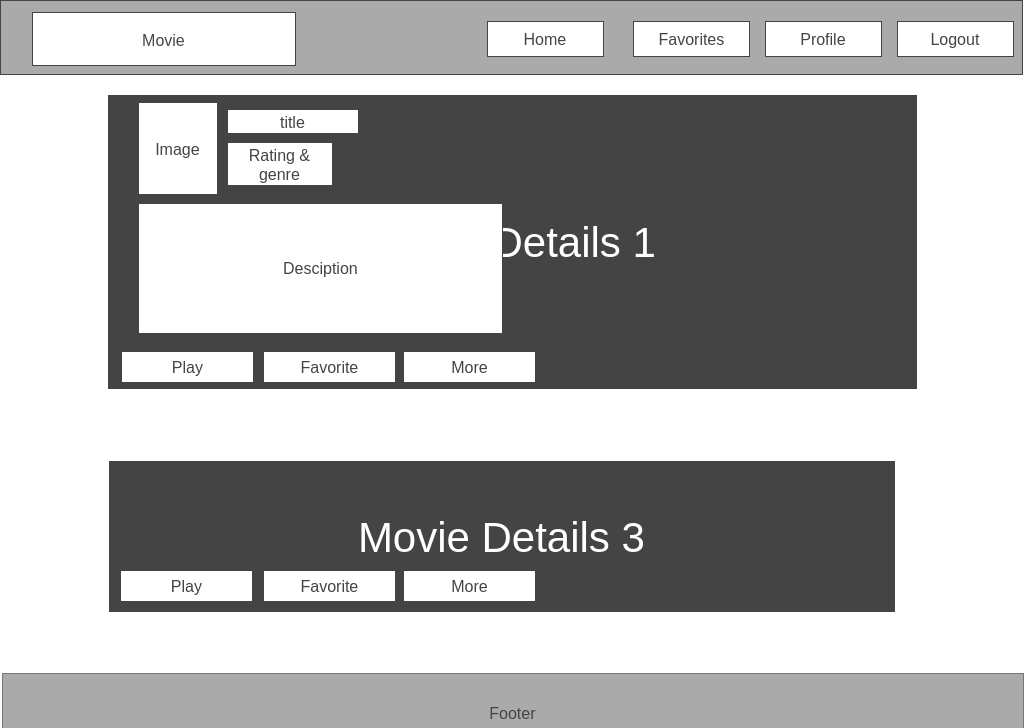 Movie
Home
Favorites
Profile
Logout
Image
title
Rating &
genre
Details 1
Desciption
Play
Favorite
More
Movie Details 3
Play
Favorite
More
Footer